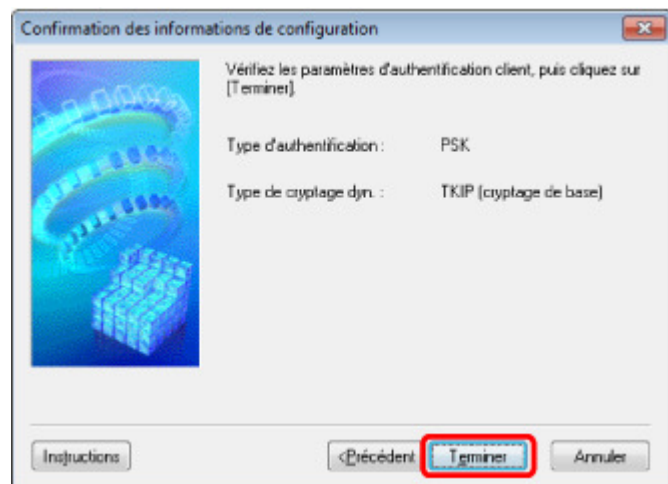 Confirmation des informations de configuration
Vérifiez les paramètres d'authentification client, puis cliquez sur
[Terminer].
Type d'authentification : PSK
Type de cryptage dyn. : TKIP (cryptage de base)
Instructions <Précédent Terminer Annuler